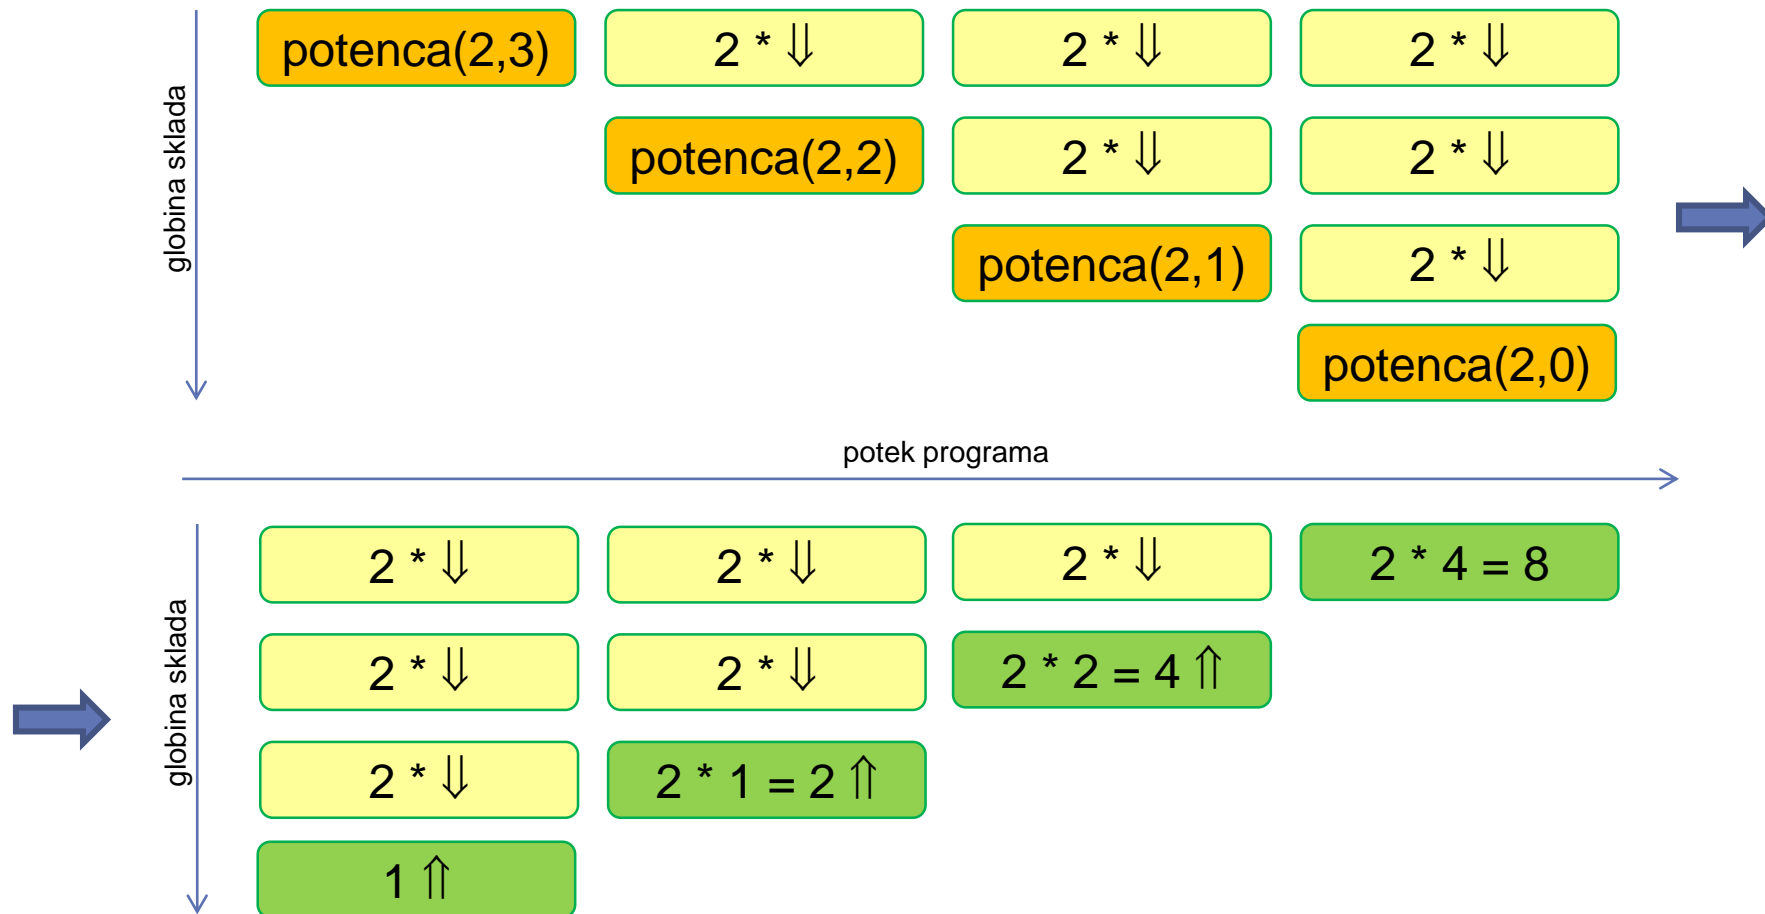 potenca(2,3) 2 * ⇓ 2 * ⇓ 2 * ⇓
globina sklada
potenca(2,2) 2 * ⇓ 2 * ⇓
potenca(2,1) 2 * ⇓
potenca(2,0)
potek programa
2 * ⇓ 2 * ⇓ 2 * ⇓ 2 * 4 = 8
globina sklada
2 * ⇓ 2 * ⇓ 2 * 2 = 4 ⇑
2 * ⇓ 2 * 1 = 2 ⇑
1 ⇑